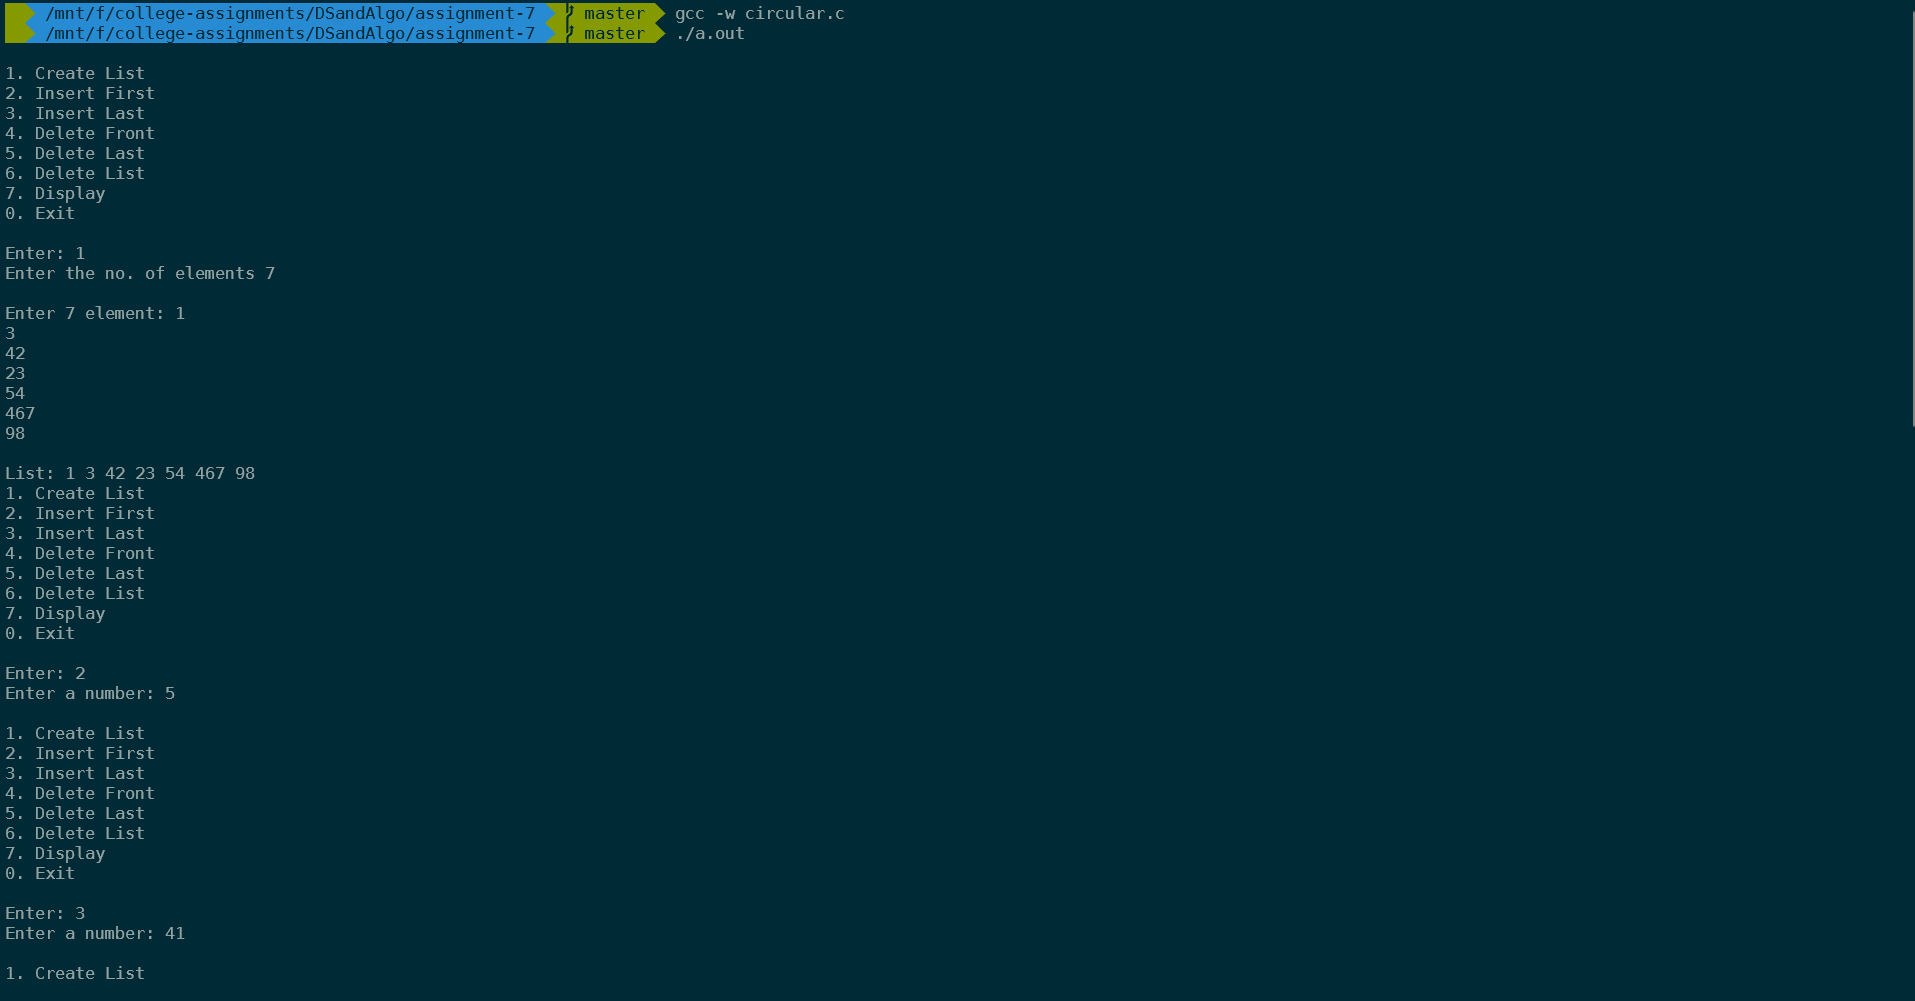 /mnt/f/college-assignments/DSandAlgo/assignment-7 master gcc -w circular.c
/mnt/f/college-assignments/DSandAlgo/assignment-7 master ./a.out
1. Create List
2. Insert First
3. Insert Last
4. Delete Front
5. Delete Last
6. Delete List
7. Display
0. Exit
Enter: 1
Enter the no. of elements 7
Enter 7 element: 1
3
42
23
54
467
98
List: 1 3 42 23 54 467 98
1. Create List
2. Insert First
3. Insert Last
4. Delete Front
5. Delete Last
6. Delete List
7. Display
0. Exit
Enter: 2
Enter a number: 5
1. Create List
2. Insert First
3. Insert Last
4. Delete Front
5. Delete Last
6. Delete List
7. Display
0. Exit
Enter: 3
Enter a number: 41
1. Create List